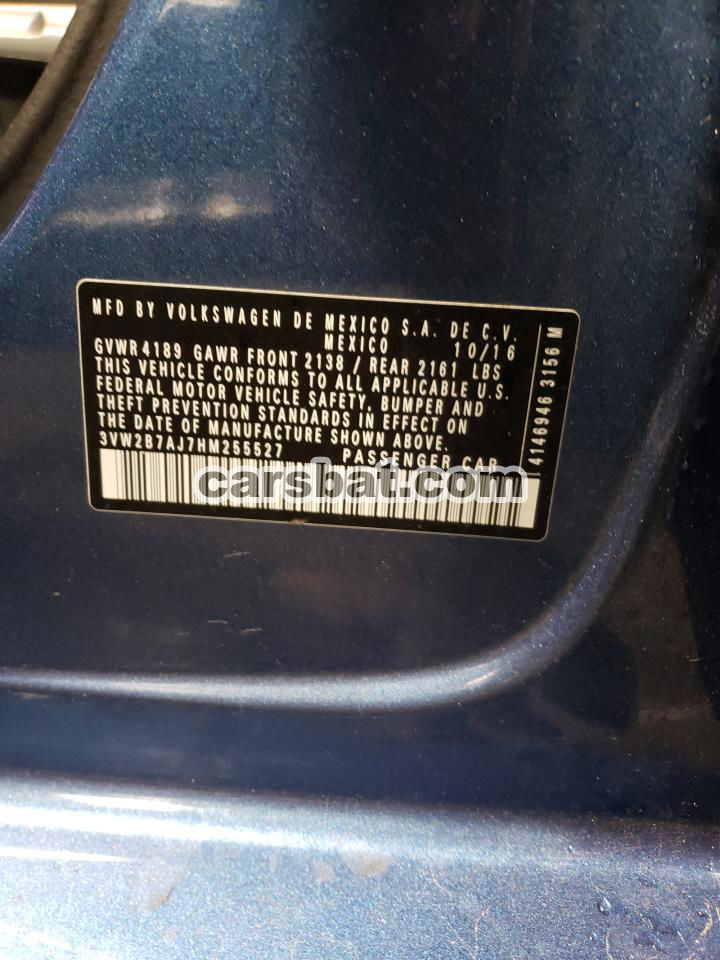 MFD BY VOLKSWAGEN DE MEXICO S.A. DE C.V.
MEXICO 10/16
GVWR 4189 GAWR FRONT 2138 / REAR 2161 LBS
THIS VEHICLE CONFORMS TO ALL APPLICABLE U.S.
FEDERAL MOTOR VEHICLE SAFETY, BUMPER AND
THEFT PREVENTION STANDARDS IN EFFECT ON
THE DATE OF MANUFACTURE SHOWN ABOVE.
3VW2B7AJ7HM255527 PASSENGER CAR
carsbat.com
4146946 3156 M